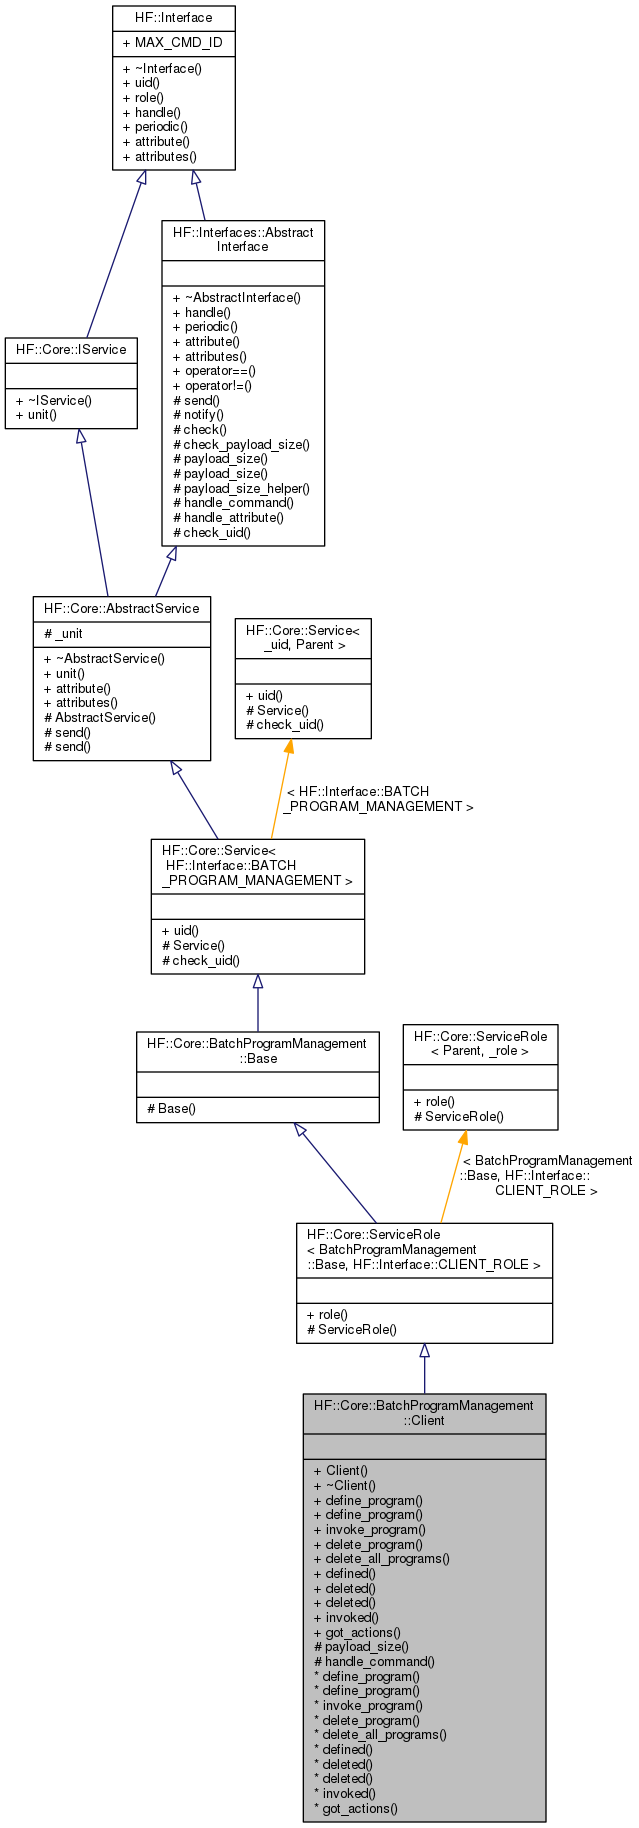 HF::Interface
+ MAX_CMD_ID
+ ~Interface()
+ uid()
+ role()
+ handle()
+ periodic()
+ attribute()
+ attributes()
HF::Interfaces::Abstract
Interface
+ ~AbstractInterface()
+ handle()
+ periodic()
+ attribute()
+ attributes()
+ operator==()
+ operator!=()
# send()
# notify()
# check()
# check_payload_size()
# payload_size()
# payload_size()
# payload_size_helper()
# handle_command()
# handle_attribute()
# check_uid()
HF::Core::IService
+ ~IService()
+ unit()
HF::Core::AbstractService
# _unit
+ ~AbstractService()
+ unit()
+ attribute()
+ attributes()
# AbstractService()
# send()
# send()
HF::Core::Service<
_uid, Parent >
+ uid()
# Service()
# check_uid()
< HF::Interface::BATCH
_PROGRAM_MANAGEMENT >
HF::Core::Service<
HF::Interface::BATCH
_PROGRAM_MANAGEMENT >
+ uid()
# Service()
# check_uid()
HF::Core::BatchProgramManagement
::Base
# Base()
HF::Core::ServiceRole
< Parent, _role >
+ role()
# ServiceRole()
< BatchProgramManagement
::Base, HF::Interface::
CLIENT_ROLE >
HF::Core::ServiceRole
< BatchProgramManagement
::Base, HF::Interface::CLIENT_ROLE >
+ role()
# ServiceRole()
HF::Core::BatchProgramManagement
::Client
+ Client()
+ ~Client()
+ define_program()
+ define_program()
+ invoke_program()
+ delete_program()
+ delete_all_programs()
+ defined()
+ deleted()
+ deleted()
+ invoked()
+ got_actions()
# payload_size()
# handle_command()
* define_program()
* define_program()
* invoke_program()
* delete_program()
* delete_all_programs()
* defined()
* deleted()
* deleted()
* invoked()
* got_actions()